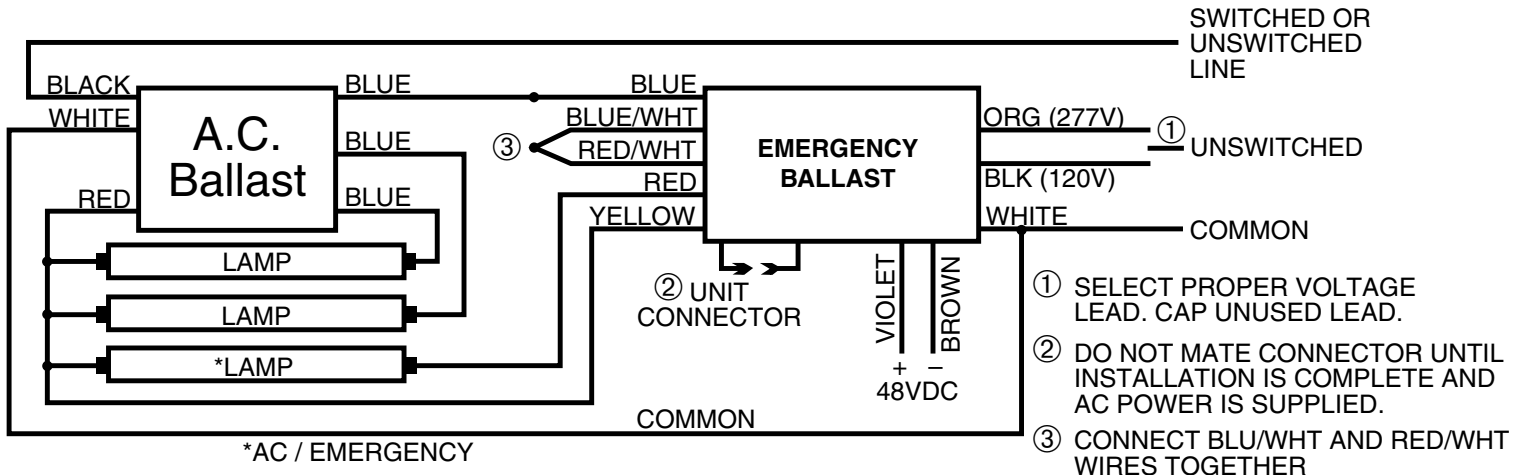 SWITCHED OR
UNSWITCHED
LINE
BLACK
BLUE
BLUE
WHITE
A.C.
Ballast
BLUE/WHT
ORG (277V)
①
BLUE
③
RED/WHT
EMERGENCY
BALLAST
UNSWITCHED
RED
BLUE
RED
BLK (120V)
YELLOW
WHITE
COMMON
LAMP
② UNIT
CONNECTOR
VIOLET
BROWN
LAMP
*LAMP
+ –
48VDC
COMMON
*AC / EMERGENCY
① SELECT PROPER VOLTAGE
LEAD. CAP UNUSED LEAD.
② DO NOT MATE CONNECTOR UNTIL
INSTALLATION IS COMPLETE AND
AC POWER IS SUPPLIED.
③ CONNECT BLU/WHT AND RED/WHT
WIRES TOGETHER